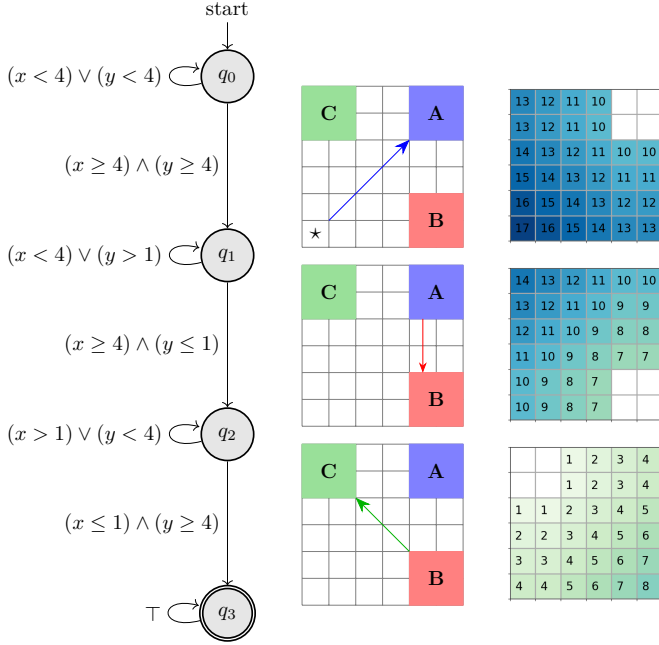 start
q0
(x < 4) ∨ (y < 4)
(x ≥ 4) ∧ (y ≥ 4)
C A
B
⋆
13 12 11 10
13 12 11 10
14 13 12 11 10 10
15 14 13 12 11 11
16 15 14 13 12 12
17 16 15 14 13 13
q1
(x < 4) ∨ (y > 1)
(x ≥ 4) ∧ (y ≤ 1)
C A
B
14 13 12 11 10 10
13 12 11 10 9 9
12 11 10 9 8 8
11 10 9 8 7 7
10 9 8 7
10 9 8 7
q2
(x > 1) ∨ (y < 4)
(x ≤ 1) ∧ (y ≥ 4)
C A
B
1 2 3 4
1 2 3 4
1 1 2 3 4 5
2 2 3 4 5 6
3 3 4 5 6 7
4 4 5 6 7 8
⊤
q3